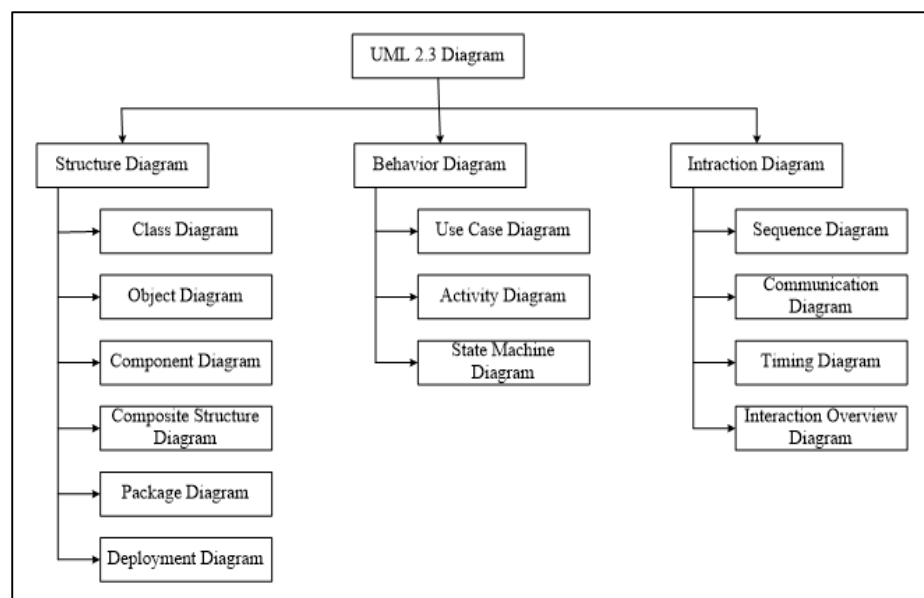 UML 2.3 Diagram
Structure Diagram
Class Diagram
Object Diagram
Component Diagram
Composite Structure
Diagram
Package Diagram
Deployment Diagram
Behavior Diagram
Use Case Diagram
Activity Diagram
State Machine
Diagram
Intraction Diagram
Sequence Diagram
Communication
Diagram
Timing Diagram
Interaction Overview
Diagram